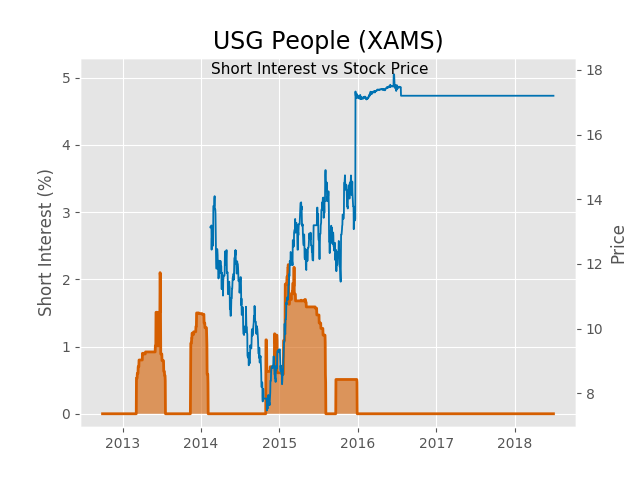 USG People (XAMS)
Short Interest vs Stock Price
Short Interest (%)
5
4
3
2
1
0
18
16
14
12
10
8
Price
2013 2014 2015 2016 2017 2018